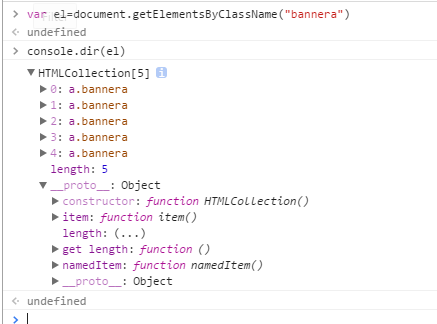 var el=document.getElementsByClassName("bannera")
undefined
console.dir(el)
HTMLCollection[5] i
0: a.bannera
1: a.bannera
2: a.bannera
3: a.bannera
4: a.bannera
length: 5
__proto__: Object
constructor: function HTMLCollection()
item: function item()
length: (...)
get length: function ()
namedItem: function namedItem()
__proto__: Object
undefined